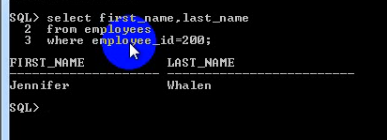 SQL> select first_name,last_name
  2  from employees
  3  where employee_id=200;
FIRST_NAME           LAST_NAME
-------------------- -------------------------
Jennifer             Whalen
SQL>